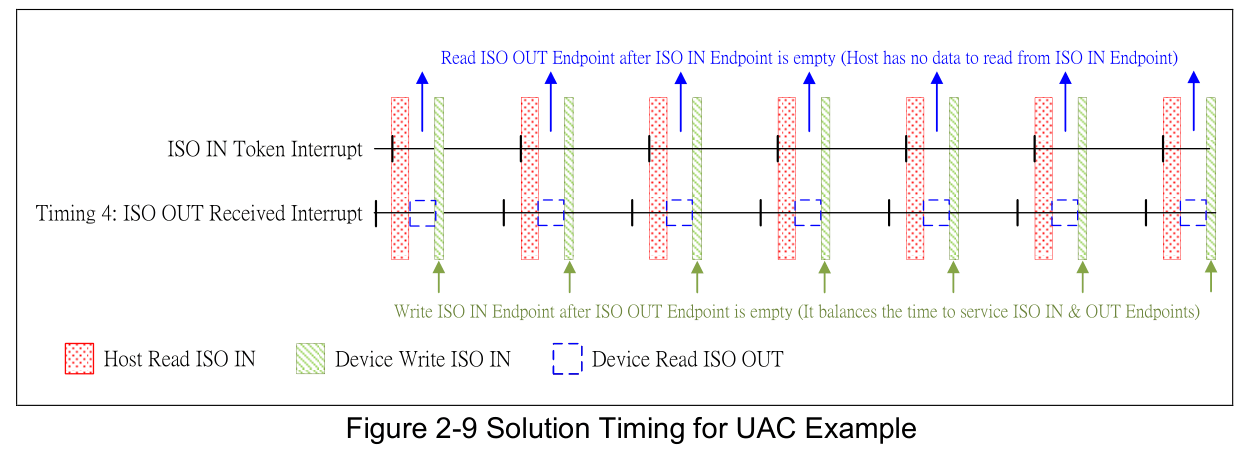 Read ISO OUT Endpoint after ISO IN Endpoint is empty (Host has no data to read from ISO IN Endpoint)
ISO IN Token Interrupt
Timing 4: ISO OUT Received Interrupt
Write ISO IN Endpoint after ISO OUT Endpoint is empty (It balances the time to service ISO IN & OUT Endpoints)
Host Read ISO IN
Device Write ISO IN
Device Read ISO OUT
Figure 2-9 Solution Timing for UAC Example